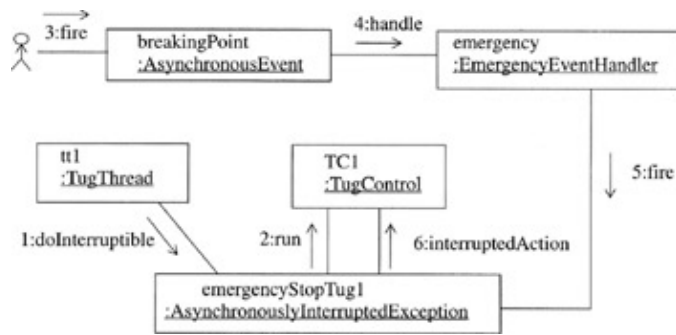 3:fire
breakingPoint
:AsynchronousEvent
4:handle
emergency
:EmergencyEventHandler
tt1
:TugThread
TC1
:TugControl
5:fire
1:doInterruptible
2:run
6:interruptedAction
emergencyStopTug1
:AsynchronouslyInterruptedException